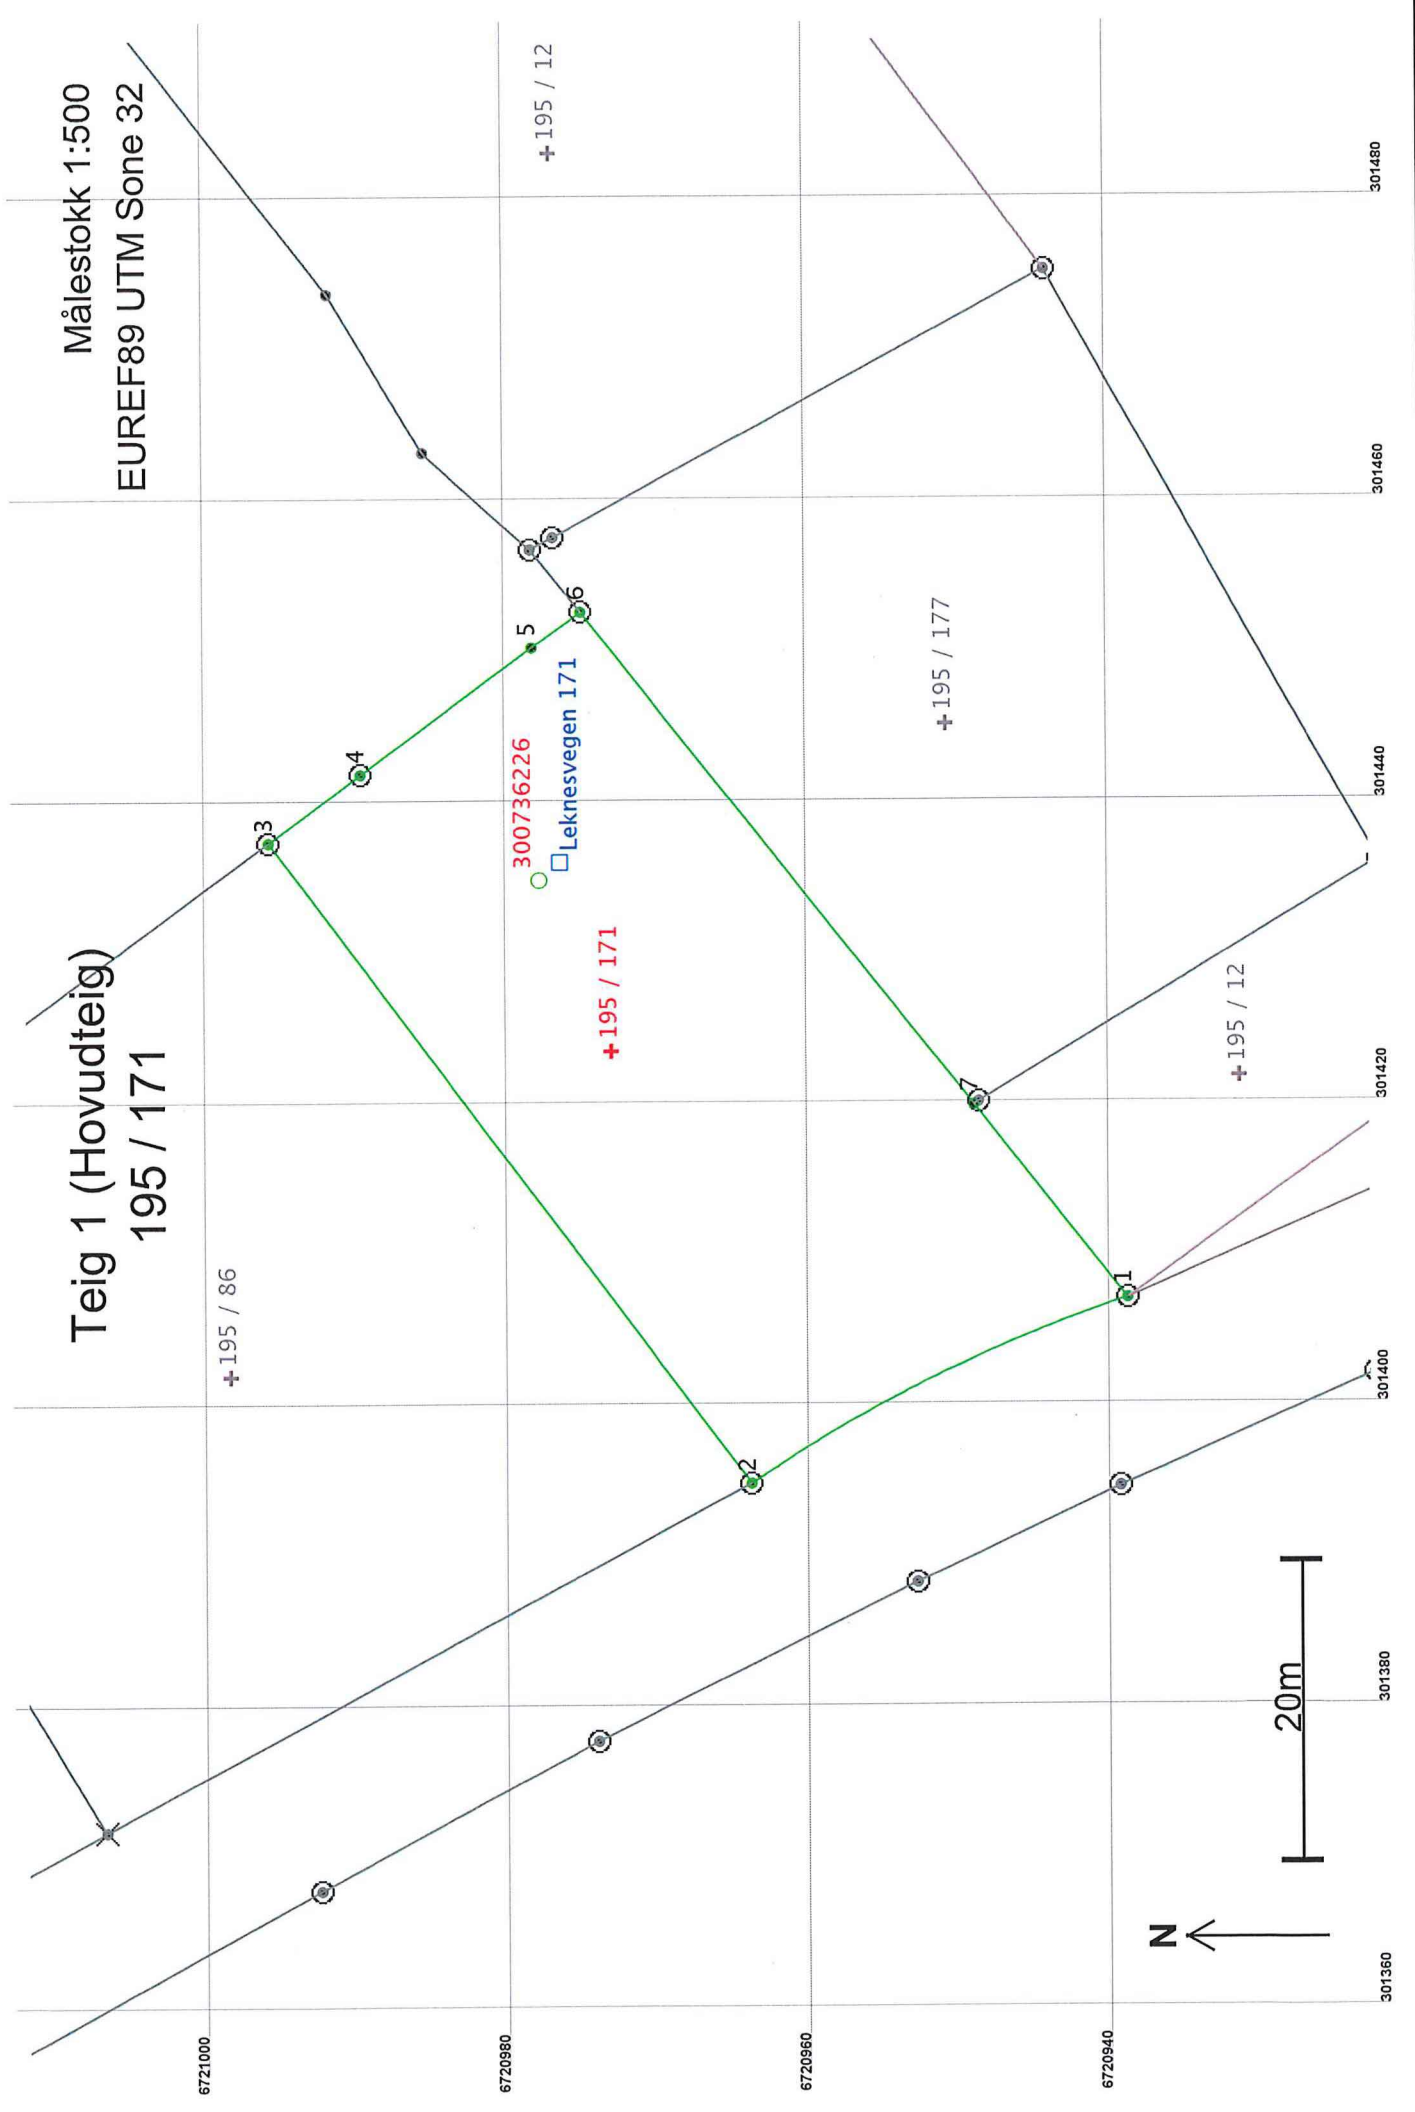 Teig 1 (Hovudteig)
195 / 171
Målestokk 1:500
EUREF89 UTM Sone 32
6721000
6720980
6720960
6720940
195 / 86
195 / 12
3
4
5
6
300736226
Leknesvegen 171
195 / 171
2
195 / 177
7
1
195 / 12
N
20m
301360
301380
301400
301420
301440
301460
301480